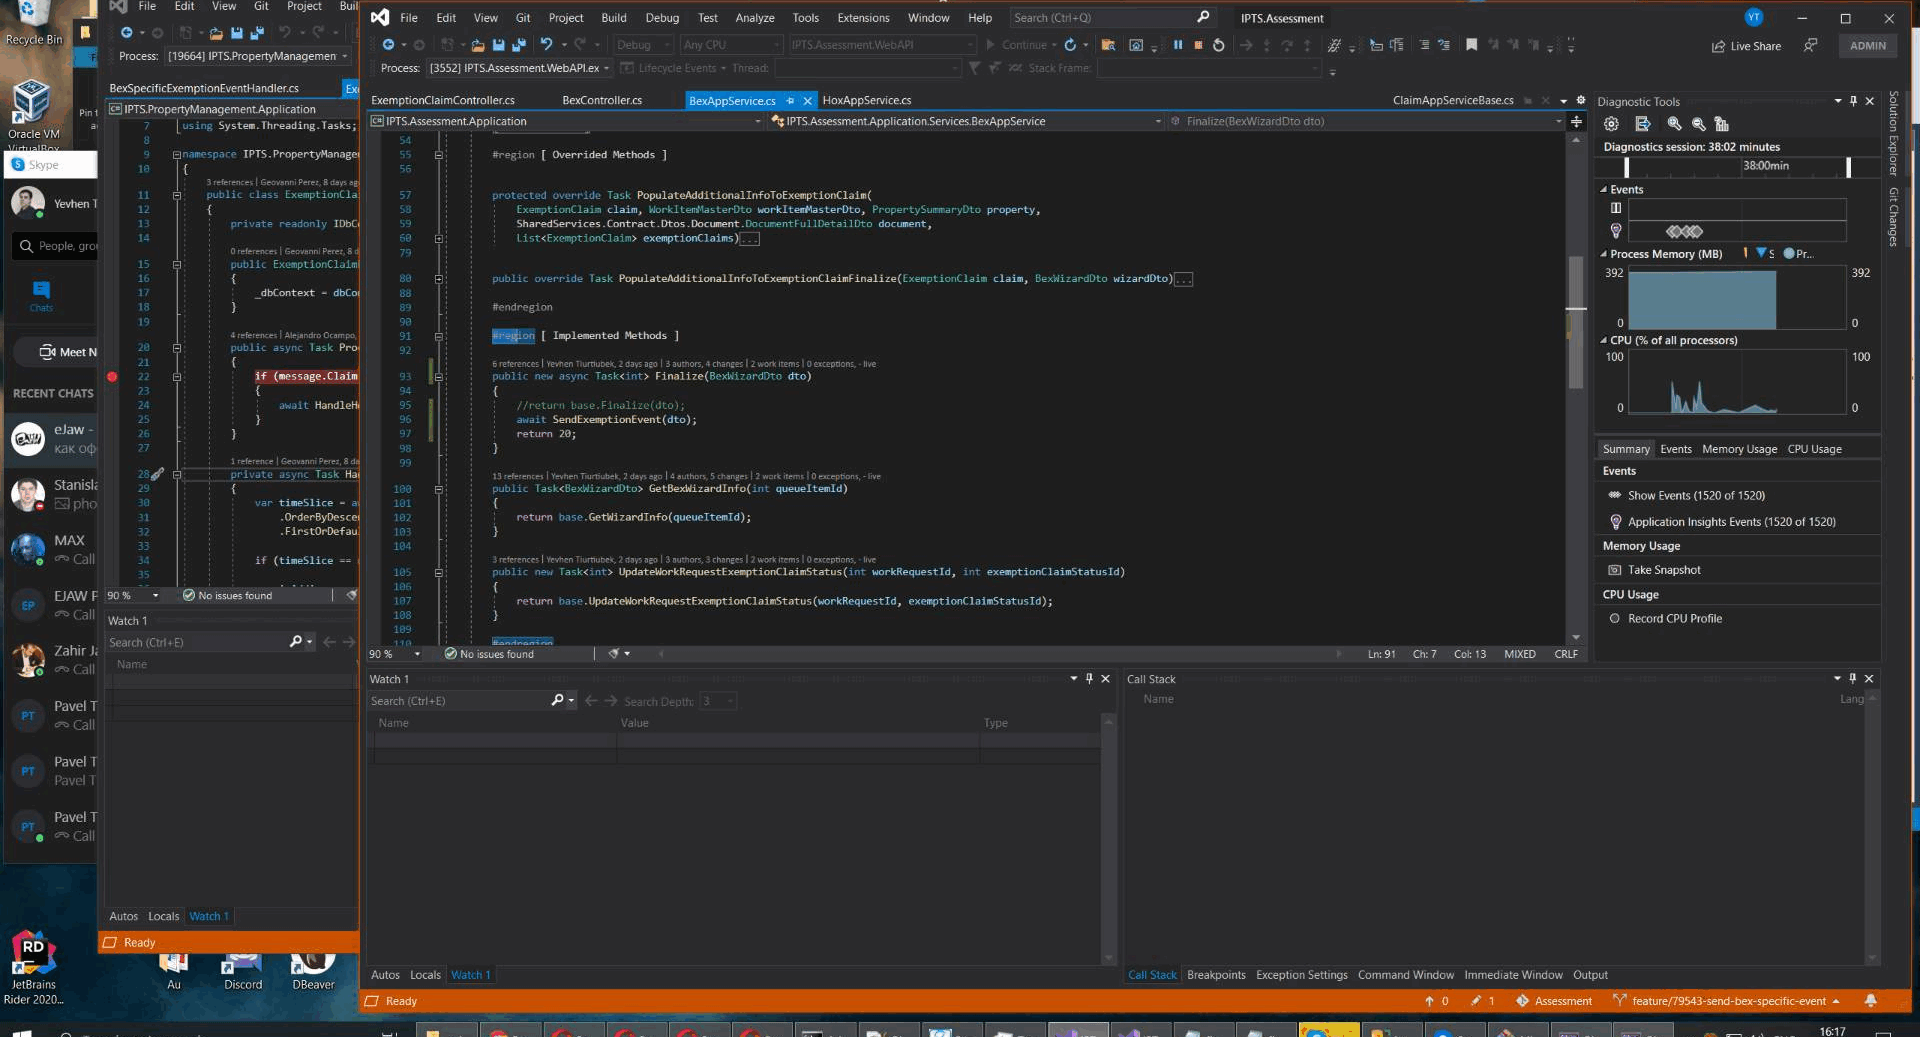 Recycle Bin
Oracle VM
VirtualBox
Skype
Yevhen T
People, grou
Chats
Meet N
RECENT CHATS
eJaw -
как оф
Stanisla
pho
MAX
Call
EP
EJAW P
Call
Zahir Ja
Call
PT
Pavel T
Call
PT
Pavel T
Pavel T
PT
Pavel T
Call
RD
JetBrains
Rider 2020...
Au
Discord
DBeaver
File Edit View Git Project Bui
Process: [19664] IPTS.PropertyManagemen
BexSpecificExemptionEventHandler.cs
IPTS.PropertyManagement.Application
7 using System.Threading.Tasks;
8
9 namespace IPTS.PropertyManage
10 {
3 references | Geovanni Perez, 8 days ag
11 public class ExemptionClai
12 {
13 private readonly IDbCo
14
0 references | Geovanni Perez, 8 d
15 public ExemptionClaim
16 {
17 _dbContext = dbCo
18 }
19
4 references | Alejandro Ocampo,
20 public async Task Pro
21 {
22 if (message.Claim
23 {
24 await HandleHo
25 }
26 }
27
1 reference | Geovanni Perez, 8 da
28 private async Task Ha
29 {
30 var timeSlice = a
31 .OrderByDesce
32 .FirstOrDefau
33
34 if (timeSlice ==
35
90 % No issues found
Watch 1
Search (Ctrl+E)
Name
Autos Locals Watch 1
Ready
File Edit View Git Project Build Debug Test Analyze Tools Extensions Window Help Search (Ctrl+Q) IPTS.Assessment YT
Debug Any CPU IPTS.Assessment.WebAPI Continue Live Share ADMIN
Process: [3552] IPTS.Assessment.WebAPI.ex Lifecycle Events Thread: Stack Frame:
ExemptionClaimController.cs BexController.cs BexAppService.cs HoxAppService.cs ClaimAppServiceBase.cs
IPTS.Assessment.Application IPTS.Assessment.Application.Services.BexAppService Finalize(BexWizardDto dto)
54
55 #region [ Overrided Methods ]
56
57 protected override Task PopulateAdditionalInfoToExemptionClaim(
58 ExemptionClaim claim, WorkItemMasterDto workItemMasterDto, PropertySummaryDto property,
59 SharedServices.Contract.Dtos.Document.DocumentFullDetailDto document,
60 List<ExemptionClaim> exemptionClaims)...
79
80 public override Task PopulateAdditionalInfoToExemptionClaimFinalize(ExemptionClaim claim, BexWizardDto wizardDto)...
88
89 #endregion
90
91 #region [ Implemented Methods ]
92
6 references | Yevhen Tiurtiubek, 2 days ago | 3 authors, 4 changes | 2 work items | 0 exceptions, - live
93 public new async Task<int> Finalize(BexWizardDto dto)
94 {
95 //return base.Finalize(dto);
96 await SendExemptionEvent(dto);
97 return 20;
98 }
99
13 references | Yevhen Tiurtiubek, 2 days ago | 4 authors, 5 changes | 2 work items | 0 exceptions, - live
100 public Task<BexWizardDto> GetBexWizardInfo(int queueItemId)
101 {
102 return base.GetWizardInfo(queueItemId);
103 }
104
3 references | Yevhen Tiurtiubek, 2 days ago | 3 authors, 3 changes | 2 work items | 0 exceptions, - live
105 public new Task<int> UpdateWorkRequestExemptionClaimStatus(int workRequestId, int exemptionClaimStatusId)
106 {
107 return base.UpdateWorkRequestExemptionClaimStatus(workRequestId, exemptionClaimStatusId);
108 }
109
110 #endregion
90 % No issues found Ln: 91 Ch: 7 Col: 13 MIXED CRLF
Watch 1
Search (Ctrl+E) Search Depth: 3
Name Value Type
Autos Locals Watch 1
Call Stack
Name Lang
Call Stack Breakpoints Exception Settings Command Window Immediate Window Output
Ready 0 1 Assessment feature/79543-send-bex-specific-event
Diagnostic Tools
Diagnostics session: 38:02 minutes
38:00min
Events
Process Memory (MB) S Pr...
392 392
0 0
CPU (% of all processors)
100 100
0 0
Summary Events Memory Usage CPU Usage
Events
Show Events (1520 of 1520)
Application Insights Events (1520 of 1520)
Memory Usage
Take Snapshot
CPU Usage
Record CPU Profile
Solution Explorer
Git Changes
16:17